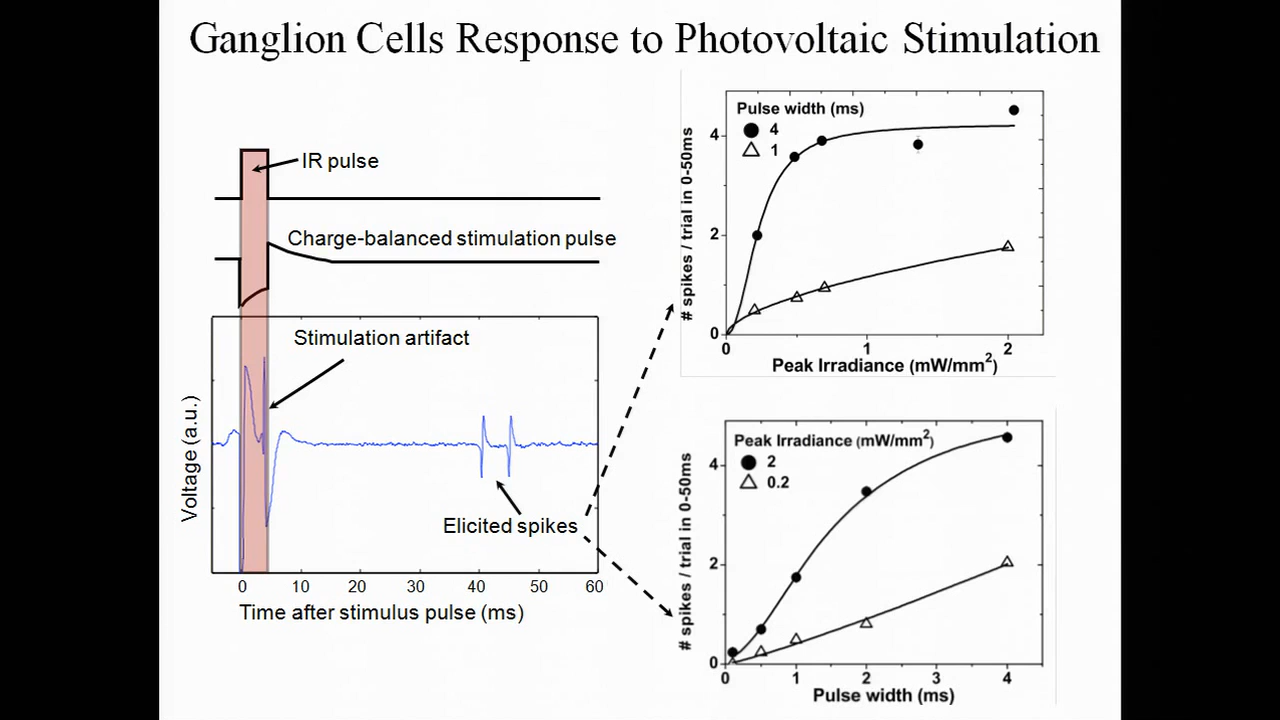 Ganglion Cells Response to Photovoltaic Stimulation
IR pulse
Charge-balanced stimulation pulse
Stimulation artifact
Elicited spikes
Voltage (a.u.)
0 10 20 30 40 50 60
Time after stimulus pulse (ms)
Pulse width (ms)
4
1
# spikes / trial in 0-50ms
4
2
0
0 1 2
Peak Irradiance (mW/mm²)
Peak Irradiance (mW/mm²)
2
0.2
# spikes / trial in 0-50ms
4
2
0
0 1 2 3 4
Pulse width (ms)